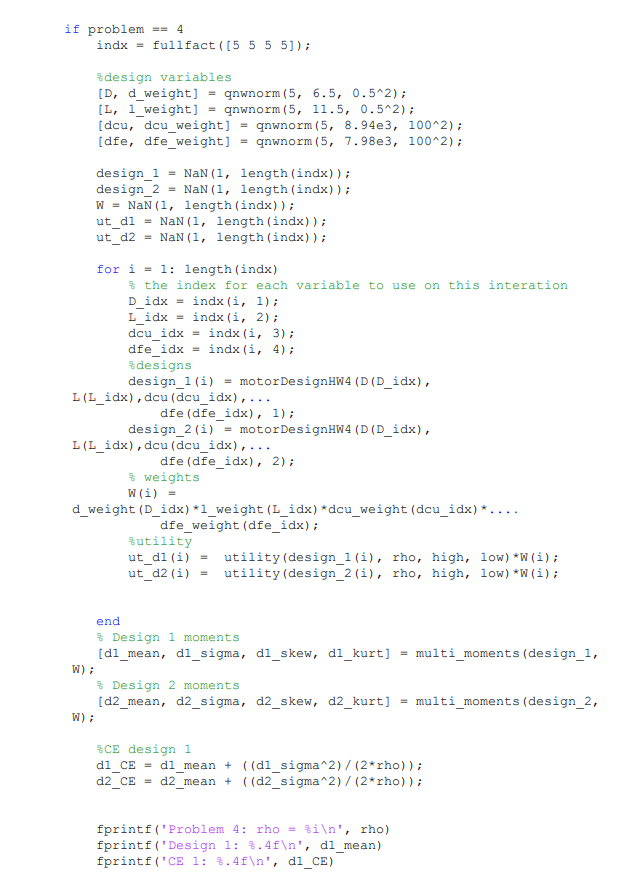 if problem == 4
indx = fullfact([5 5 5 5]);
%design variables
[D, d_weight] = qnwnorm(5, 6.5, 0.5^2);
[L, l_weight] = qnwnorm(5, 11.5, 0.5^2);
[dcu, dcu_weight] = qnwnorm(5, 8.94e3, 100^2);
[dfe, dfe_weight] = qnwnorm(5, 7.98e3, 100^2);
design_1 = NaN(1, length(indx));
design_2 = NaN(1, length(indx));
W = NaN(1, length(indx));
ut_d1 = NaN(1, length(indx));
ut_d2 = NaN(1, length(indx));
for i = 1: length(indx)
% the index for each variable to use on this interation
D_idx = indx(i, 1);
L_idx = indx(i, 2);
dcu_idx = indx(i, 3);
dfe_idx = indx(i, 4);
%designs
design_1(i) = motorDesignHW4(D(D_idx),
L(L_idx),dcu(dcu_idx),...
dfe(dfe_idx), 1);
design_2(i) = motorDesignHW4(D(D_idx),
L(L_idx),dcu(dcu_idx),...
dfe(dfe_idx), 2);
% weights
W(i) =
d_weight(D_idx)*l_weight(L_idx)*dcu_weight(dcu_idx)*....
dfe_weight(dfe_idx);
%utility
ut_d1(i) =  utility(design_1(i), rho, high, low)*W(i);
ut_d2(i) =  utility(design_2(i), rho, high, low)*W(i);
end
% Design 1 moments
[d1_mean, d1_sigma, d1_skew, d1_kurt] = multi_moments(design_1,
W);
% Design 2 moments
[d2_mean, d2_sigma, d2_skew, d2_kurt] = multi_moments(design_2,
W);
%CE design 1
d1_CE = d1_mean + ((d1_sigma^2)/(2*rho));
d2_CE = d2_mean + ((d2_sigma^2)/(2*rho));
fprintf('Problem 4: rho = %i\n', rho)
fprintf('Design 1: %.4f\n', d1_mean)
fprintf('CE 1: %.4f\n', d1_CE)